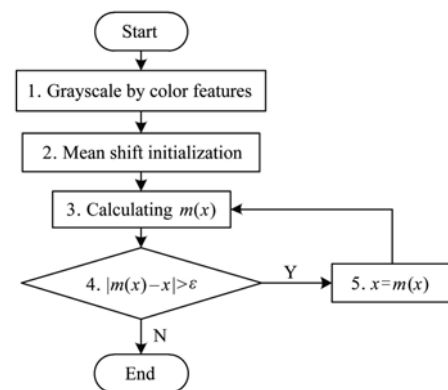 Start
1. Grayscale by color features
2. Mean shift initialization
3. Calculating m(x)
4. |m(x)−x|>ε
Y
5. x=m(x)
N
End